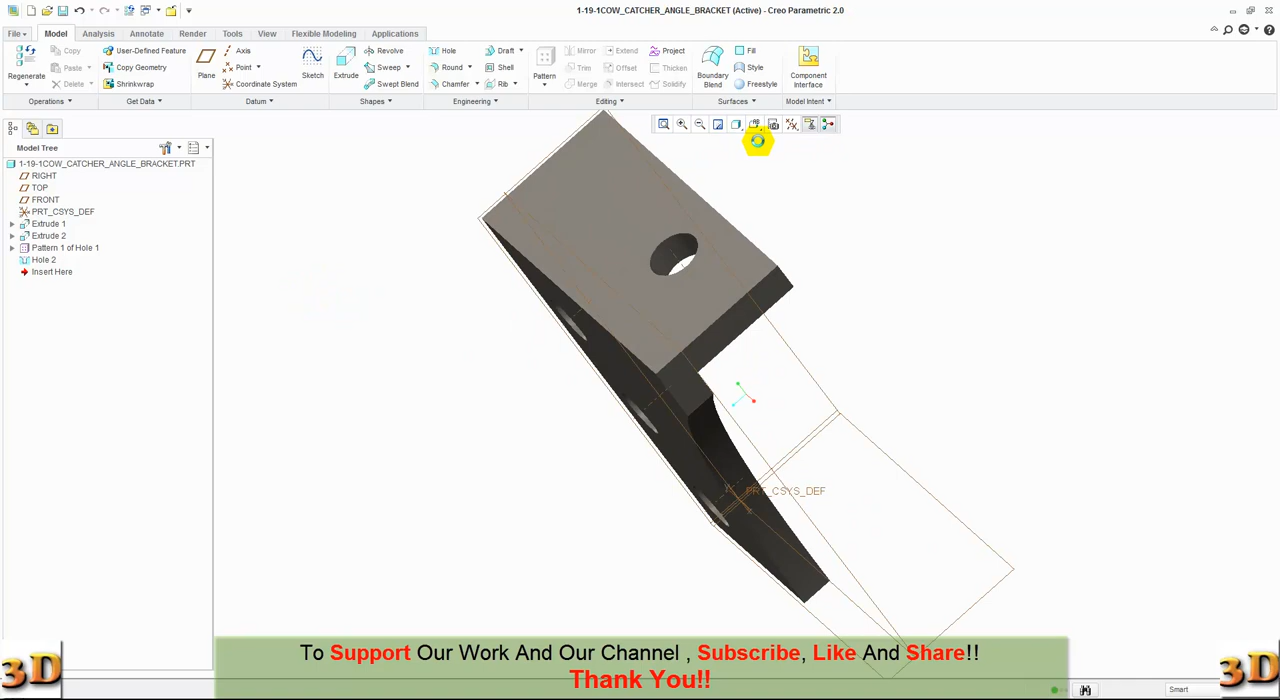 1-19-1COW_CATCHER_ANGLE_BRACKET (Active) - Creo Parametric 2.0
File Model Analysis Annotate Render Tools View Flexible Modeling Applications
Regenerate
Copy
Paste
Delete
Operations
User-Defined Feature
Copy Geometry
Shrinkwrap
Get Data
Plane
Axis
Point
Coordinate System
Sketch
Datum
Extrude
Revolve
Sweep
Swept Blend
Shapes
Hole
Round
Chamfer
Draft
Shell
Rib
Engineering
Pattern
Mirror
Trim
Merge
Extend
Offset
Intersect
Project
Thicken
Solidify
Editing
Boundary
Blend
Fill
Style
Freestyle
Surfaces
Component
Interface
Model Intent
Model Tree
1-19-1COW_CATCHER_ANGLE_BRACKET.PRT
RIGHT
TOP
FRONT
PRT_CSYS_DEF
Extrude 1
Extrude 2
Pattern 1 of Hole 1
Hole 2
Insert Here
PRT_CSYS_DEF
To Support Our Work And Our Channel , Subscribe, Like And Share!!
Thank You!!
3D
3D
Smart